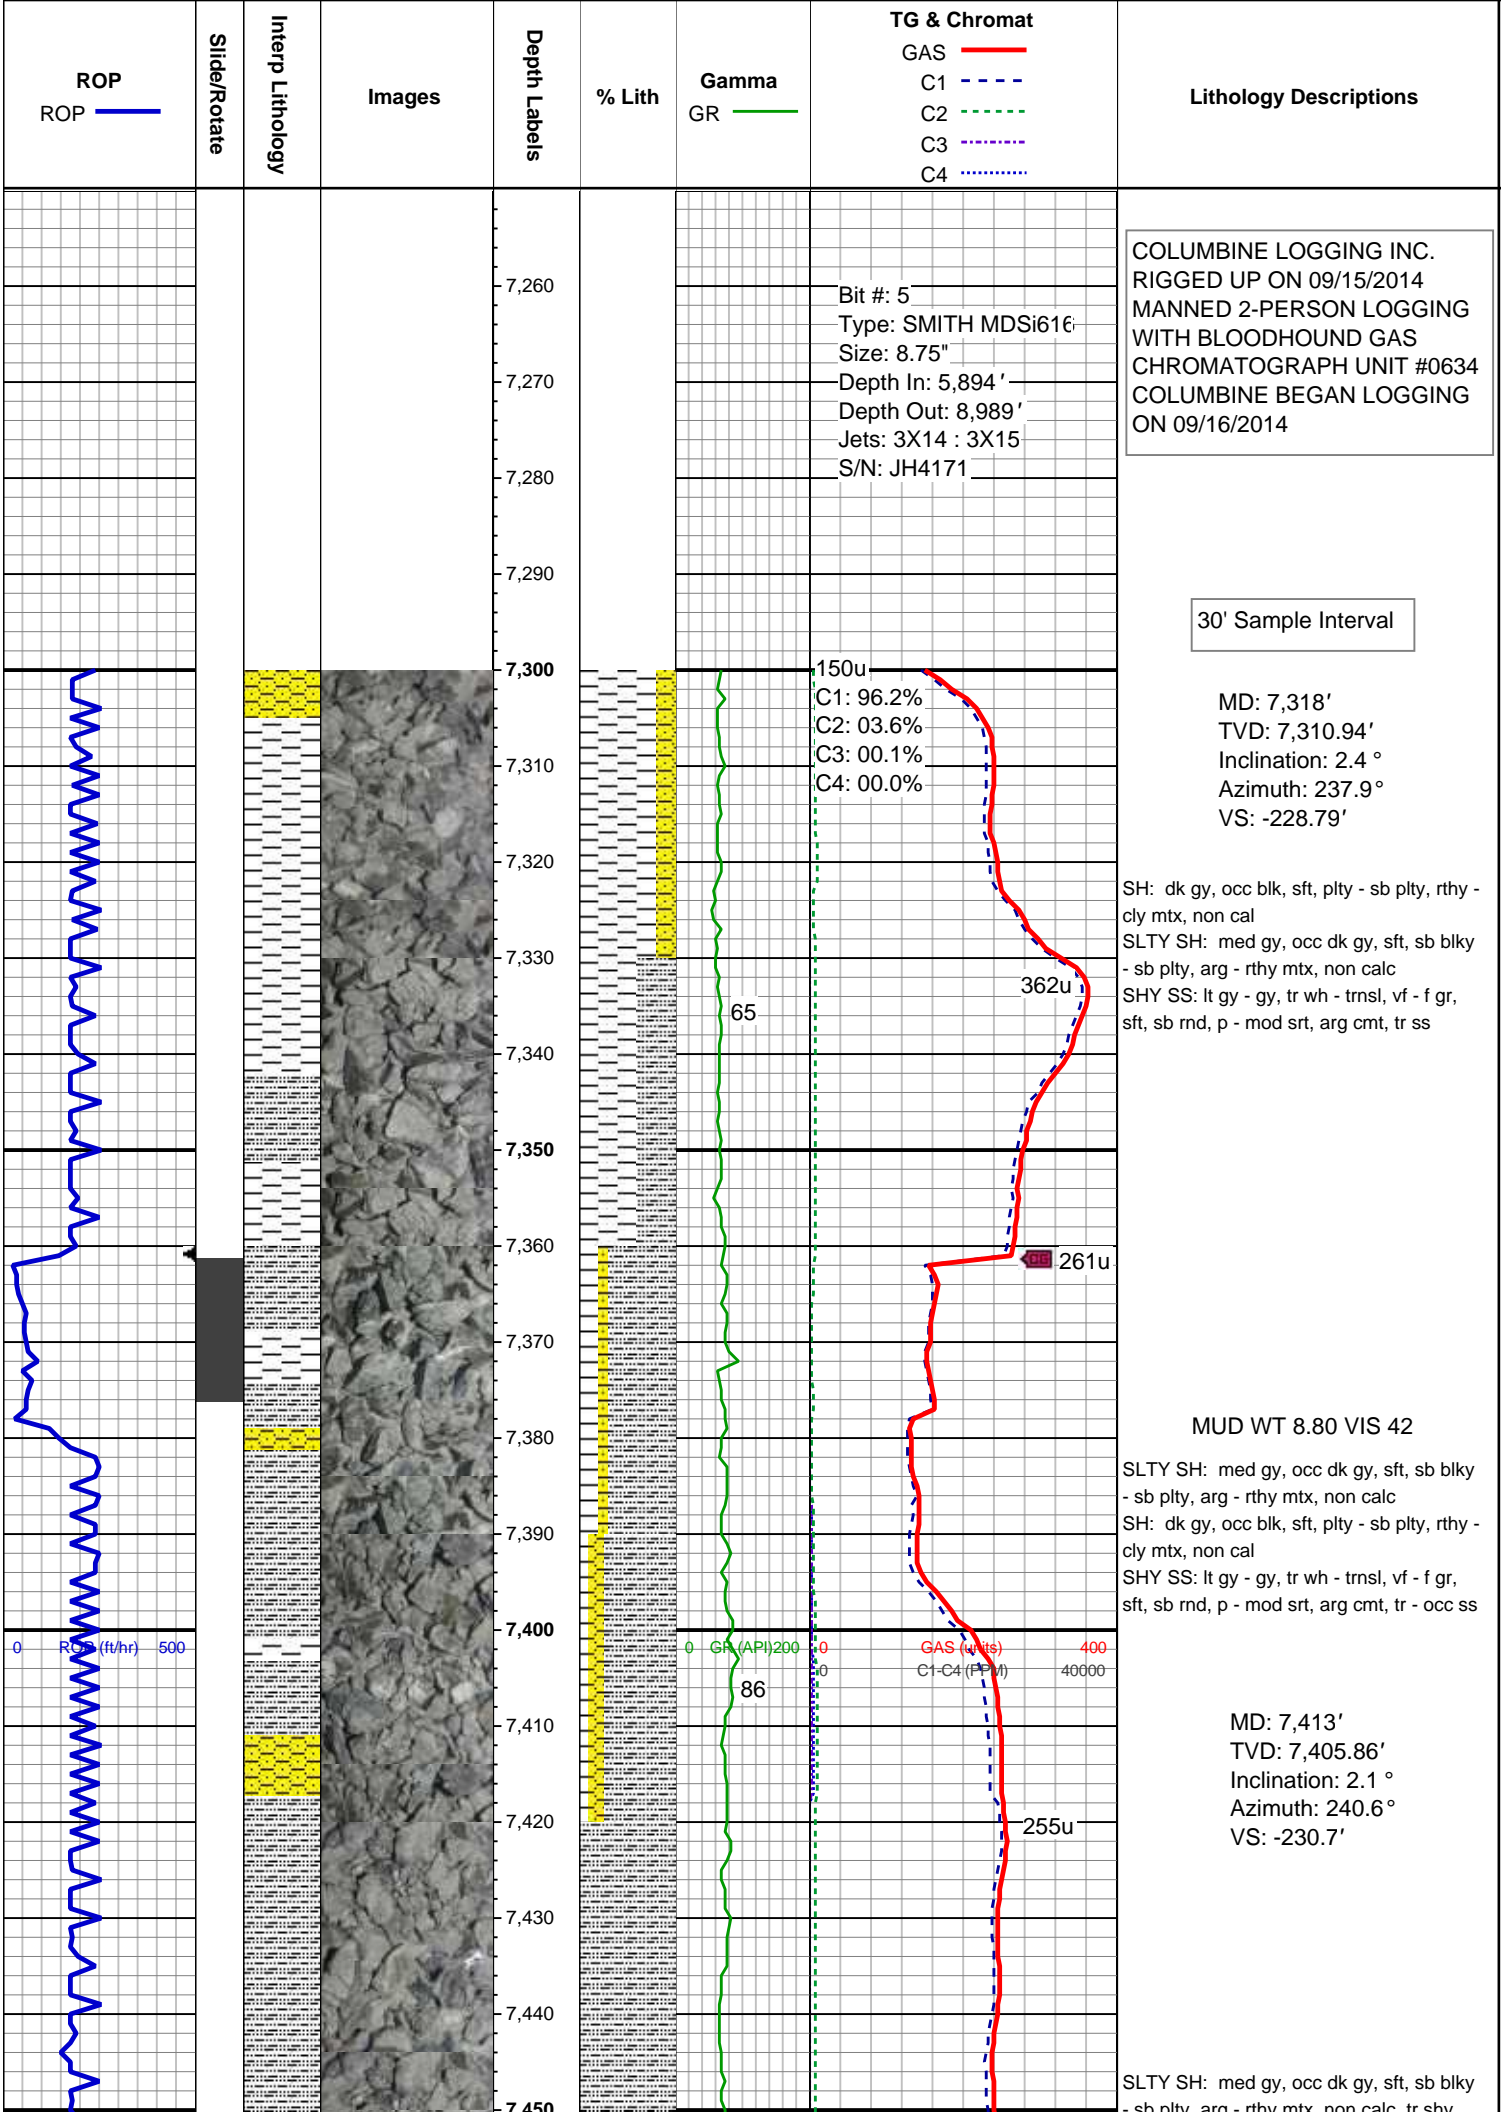 ROP
ROP
Slide/Rotate
Interp Lithology
Images
Depth Labels
% Lith
Gamma
GR
TG & Chromat
GAS
C1
C2
C3
C4
Lithology Descriptions
COLUMBINE LOGGING INC.
RIGGED UP ON 09/15/2014
MANNED 2-PERSON LOGGING
WITH BLOODHOUND GAS
CHROMATOGRAPH UNIT #0634
COLUMBINE BEGAN LOGGING
ON 09/16/2014
7,260
Bit #: 5
Type: SMITH MDSi616
Size: 8.75"
Depth In: 5,894'
Depth Out: 8,989'
Jets: 3X14 : 3X15
S/N: JH4171
7,270
7,280
7,290
30' Sample Interval
7,300
150u
C1: 96.2%
C2: 03.6%
C3: 00.1%
C4: 00.0%
MD: 7,318'
TVD: 7,310.94'
Inclination: 2.4 °
Azimuth: 237.9°
VS: -228.79'
7,310
7,320
SH: dk gy, occ blk, sft, plty - sb plty, rthy -
cly mtx, non cal
SLTY SH: med gy, occ dk gy, sft, sb blky
- sb plty, arg - rthy mtx, non calc
SHY SS: lt gy - gy, tr wh - trnsl, vf - f gr,
sft, sb rnd, p - mod srt, arg cmt, tr ss
7,330
362u
65
7,340
7,350
7,360
CG
261u
7,370
7,380
MUD WT 8.80 VIS 42
SLTY SH: med gy, occ dk gy, sft, sb blky
- sb plty, arg - rthy mtx, non calc
SH: dk gy, occ blk, sft, plty - sb plty, rthy -
cly mtx, non cal
SHY SS: lt gy - gy, tr wh - trnsl, vf - f gr,
sft, sb rnd, p - mod srt, arg cmt, tr - occ ss
7,390
7,400
0 ROP (ft/hr) 500
0 GR (API) 200
0 GAS (units) 400
0 C1-C4 (PPM) 40000
86
7,410
MD: 7,413'
TVD: 7,405.86'
Inclination: 2.1 °
Azimuth: 240.6°
VS: -230.7'
7,420
255u
7,430
7,440
7,450
SLTY SH: med gy, occ dk gy, sft, sb blky
- sb plty, arg - rthy mtx, non calc, tr shy